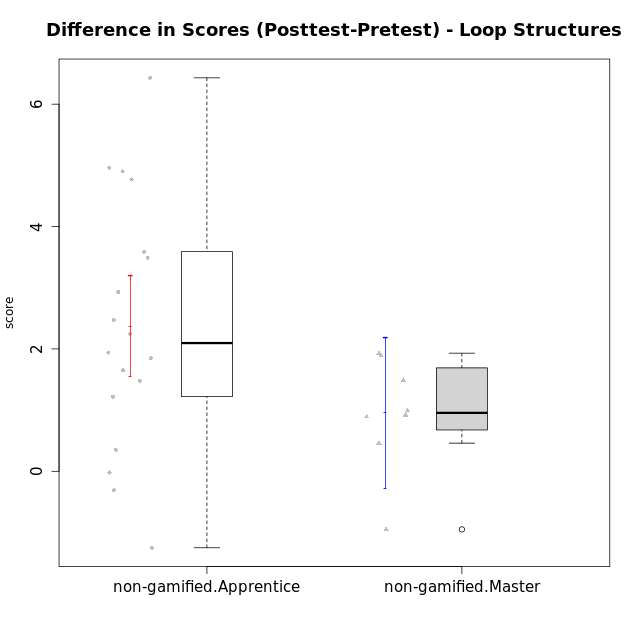 Difference in Scores (Posttest-Pretest) - Loop Structures
6
4
2
0
score
non-gamified.Apprentice
non-gamified.Master